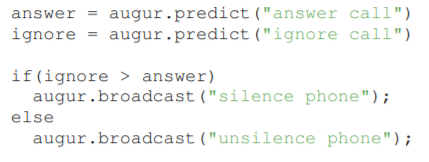 answer = augur.predict("answer call")
ignore = augur.predict("ignore call")
if(ignore > answer)
augur.broadcast("silence phone");
else
augur.broadcast("unsilence phone");